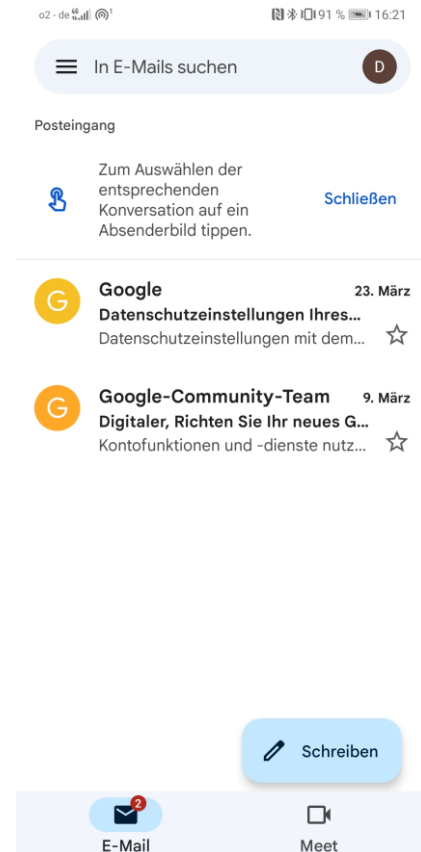 o2 - de 91 % 16:21
In E-Mails suchen
D
Posteingang
Zum Auswählen der
entsprechenden
Konversation auf ein
Absenderbild tippen.
Schließen
G
Google 23. März
Datenschutzeinstellungen Ihres...
Datenschutzeinstellungen mit dem...
G
Google-Community-Team 9. März
Digitaler, Richten Sie Ihr neues G...
Kontofunktionen und -dienste nutz...
Schreiben
2
E-Mail Meet